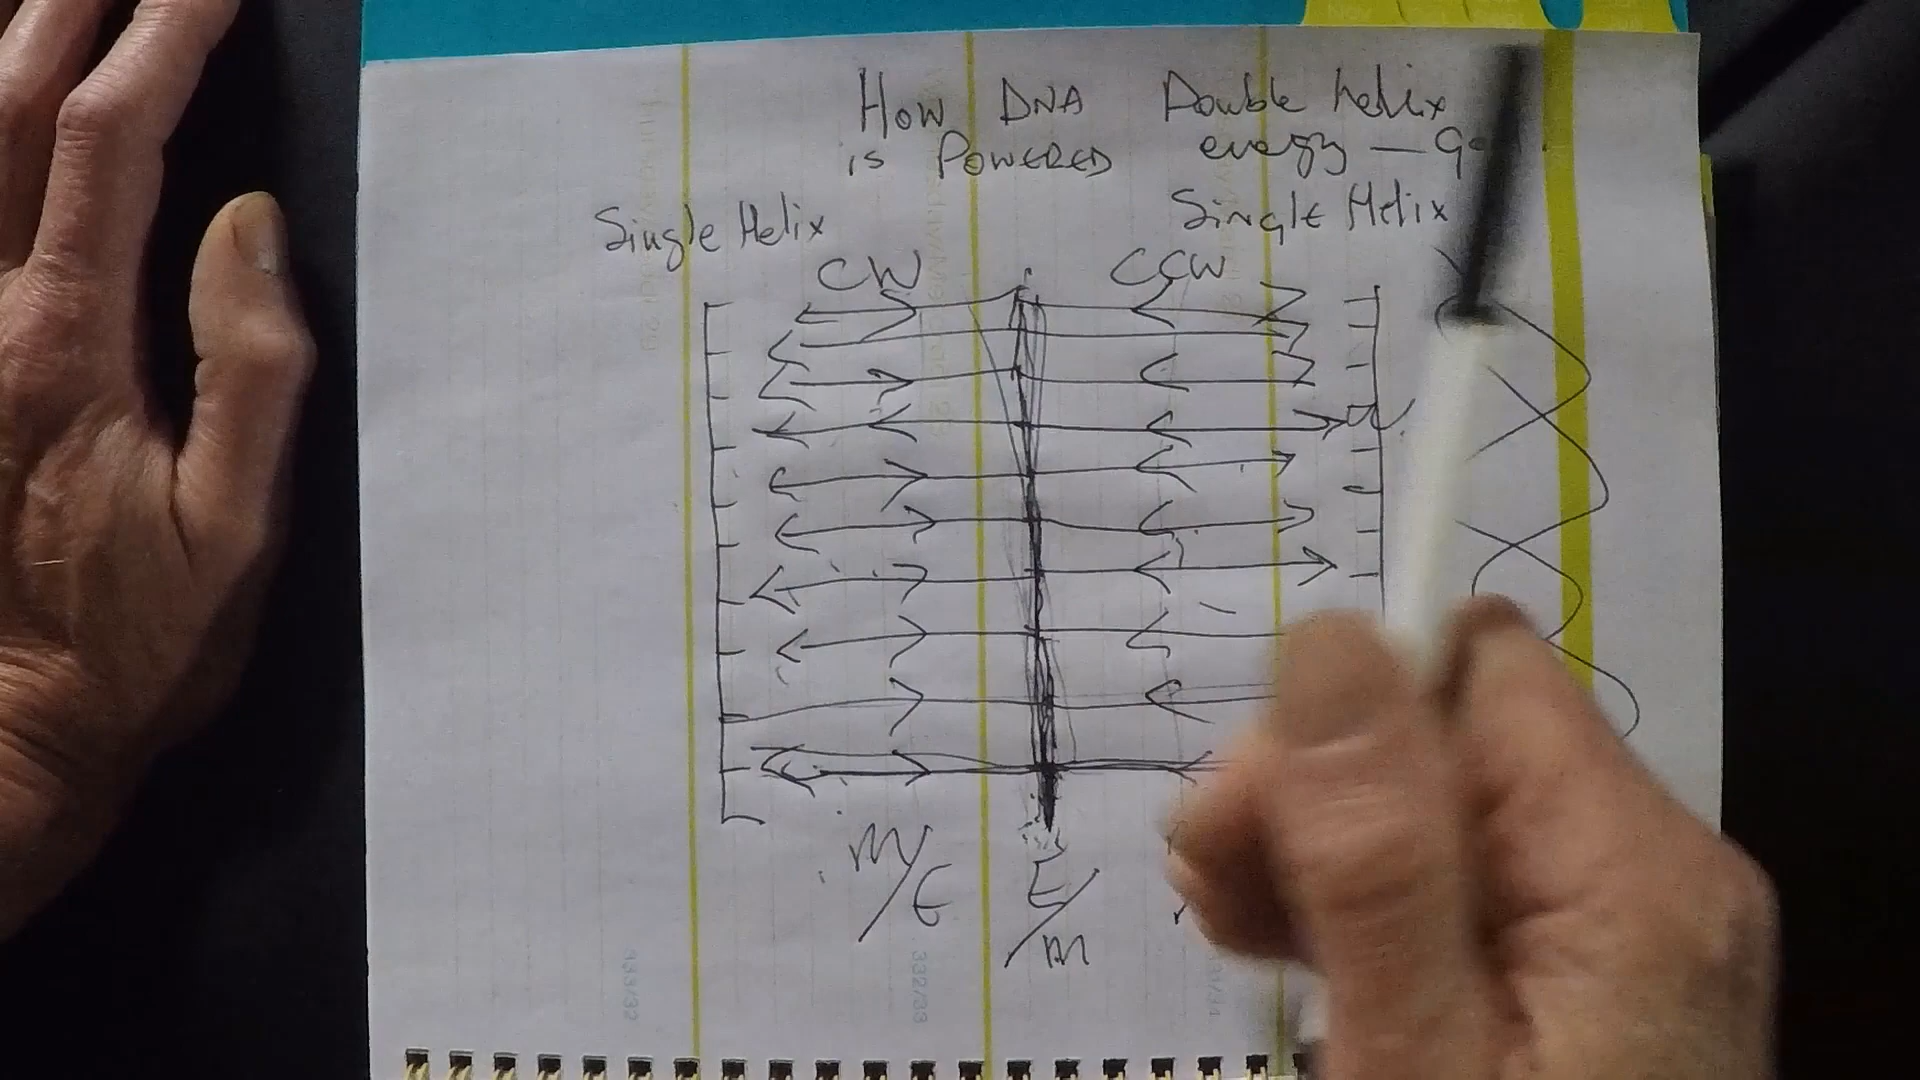 How DNA Double helix
is POWERED energy —
Single Helix
Single Helix
CW
CCW
M/E
E/m